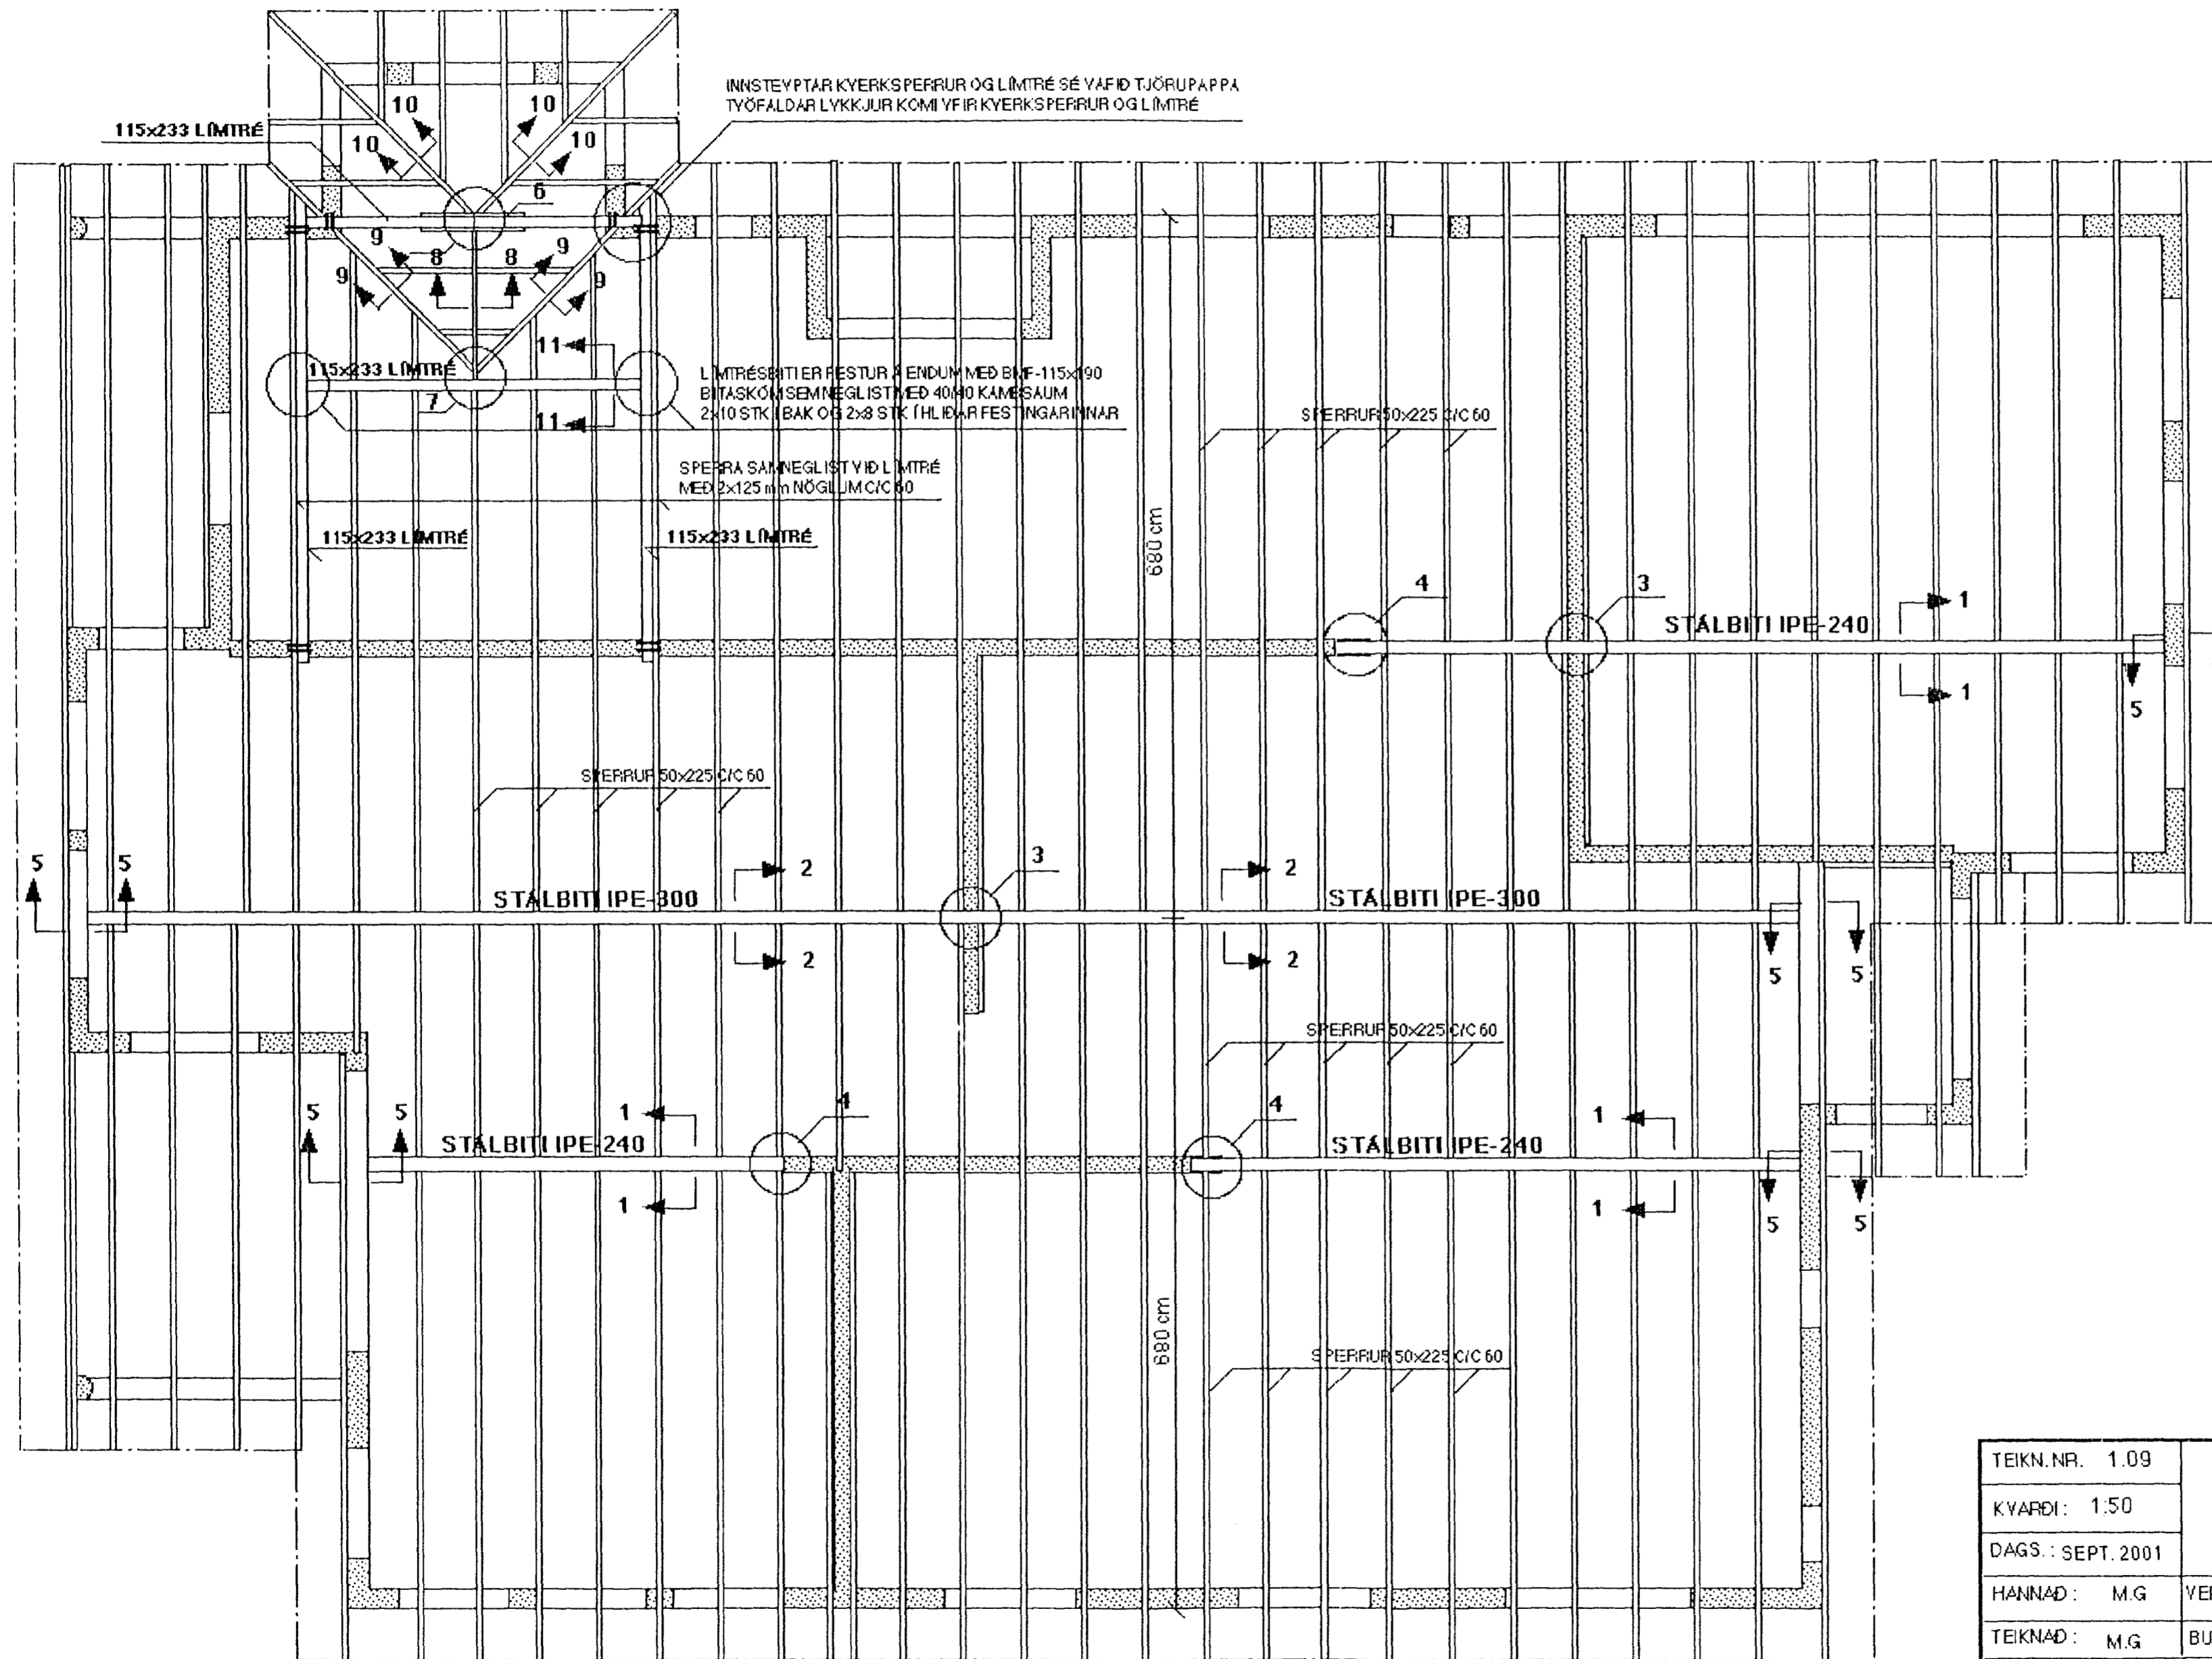 INNSTEYPTAR KVERKSPERRUR OG LÍMTRÉ SÉ VAFIÐ TJÖRUPAPPA
TVÖFALDAR LYKKJUR KOMI YFIR KVERKSPERRUR OG LÍMTRÉ
115x233 LÍMTRÉ
10
10
10
10
6
9
8
8
9
9
9
11
115x233 LÍMTRÉ
7
11
LÍMTRÉSBITI ER FESTUR Á ENDUM MEÐ BMF-115x190
BITASKÓM SEM NEGLIST MEÐ 40/40 KAMBSAUM
2x10 STK Í BAK OG 2x8 STK Í HLIÐAR FESTINGARINNAR
SPERRUR 50x225 C/C 60
SPERRA SAMNEGLIST VIÐ LÍMTRÉ
MEÐ 2x125 mm NÖGLUM C/C 60
115x233 LÍMTRÉ
115x233 LÍMTRÉ
680 cm
4
3
STÁLBITI IPE-240
1
1
5
SPERRUR 50x225 C/C 60
5
5
STÁLBITI IPE-300
2
2
3
2
2
STÁLBITI IPE-300
5
5
SPERRUR 50x225 C/C 60
5
5
STÁLBITI IPE-240
1
1
4
4
STÁLBITI IPE-240
1
1
5
5
680 cm
SPERRUR 50x225 C/C 60
TEIKN.NR. 1.09
KVARÐI: 1:50
DAGS.: SEPT. 2001
HANNAÐ: M.G
TEIKNAÐ: M.G